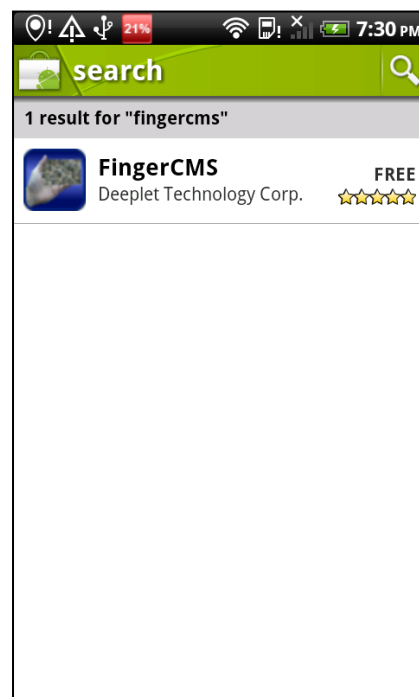 21% 7:30 PM
search
1 result for "fingercms"
FingerCMS
FREE
Deeplet Technology Corp.